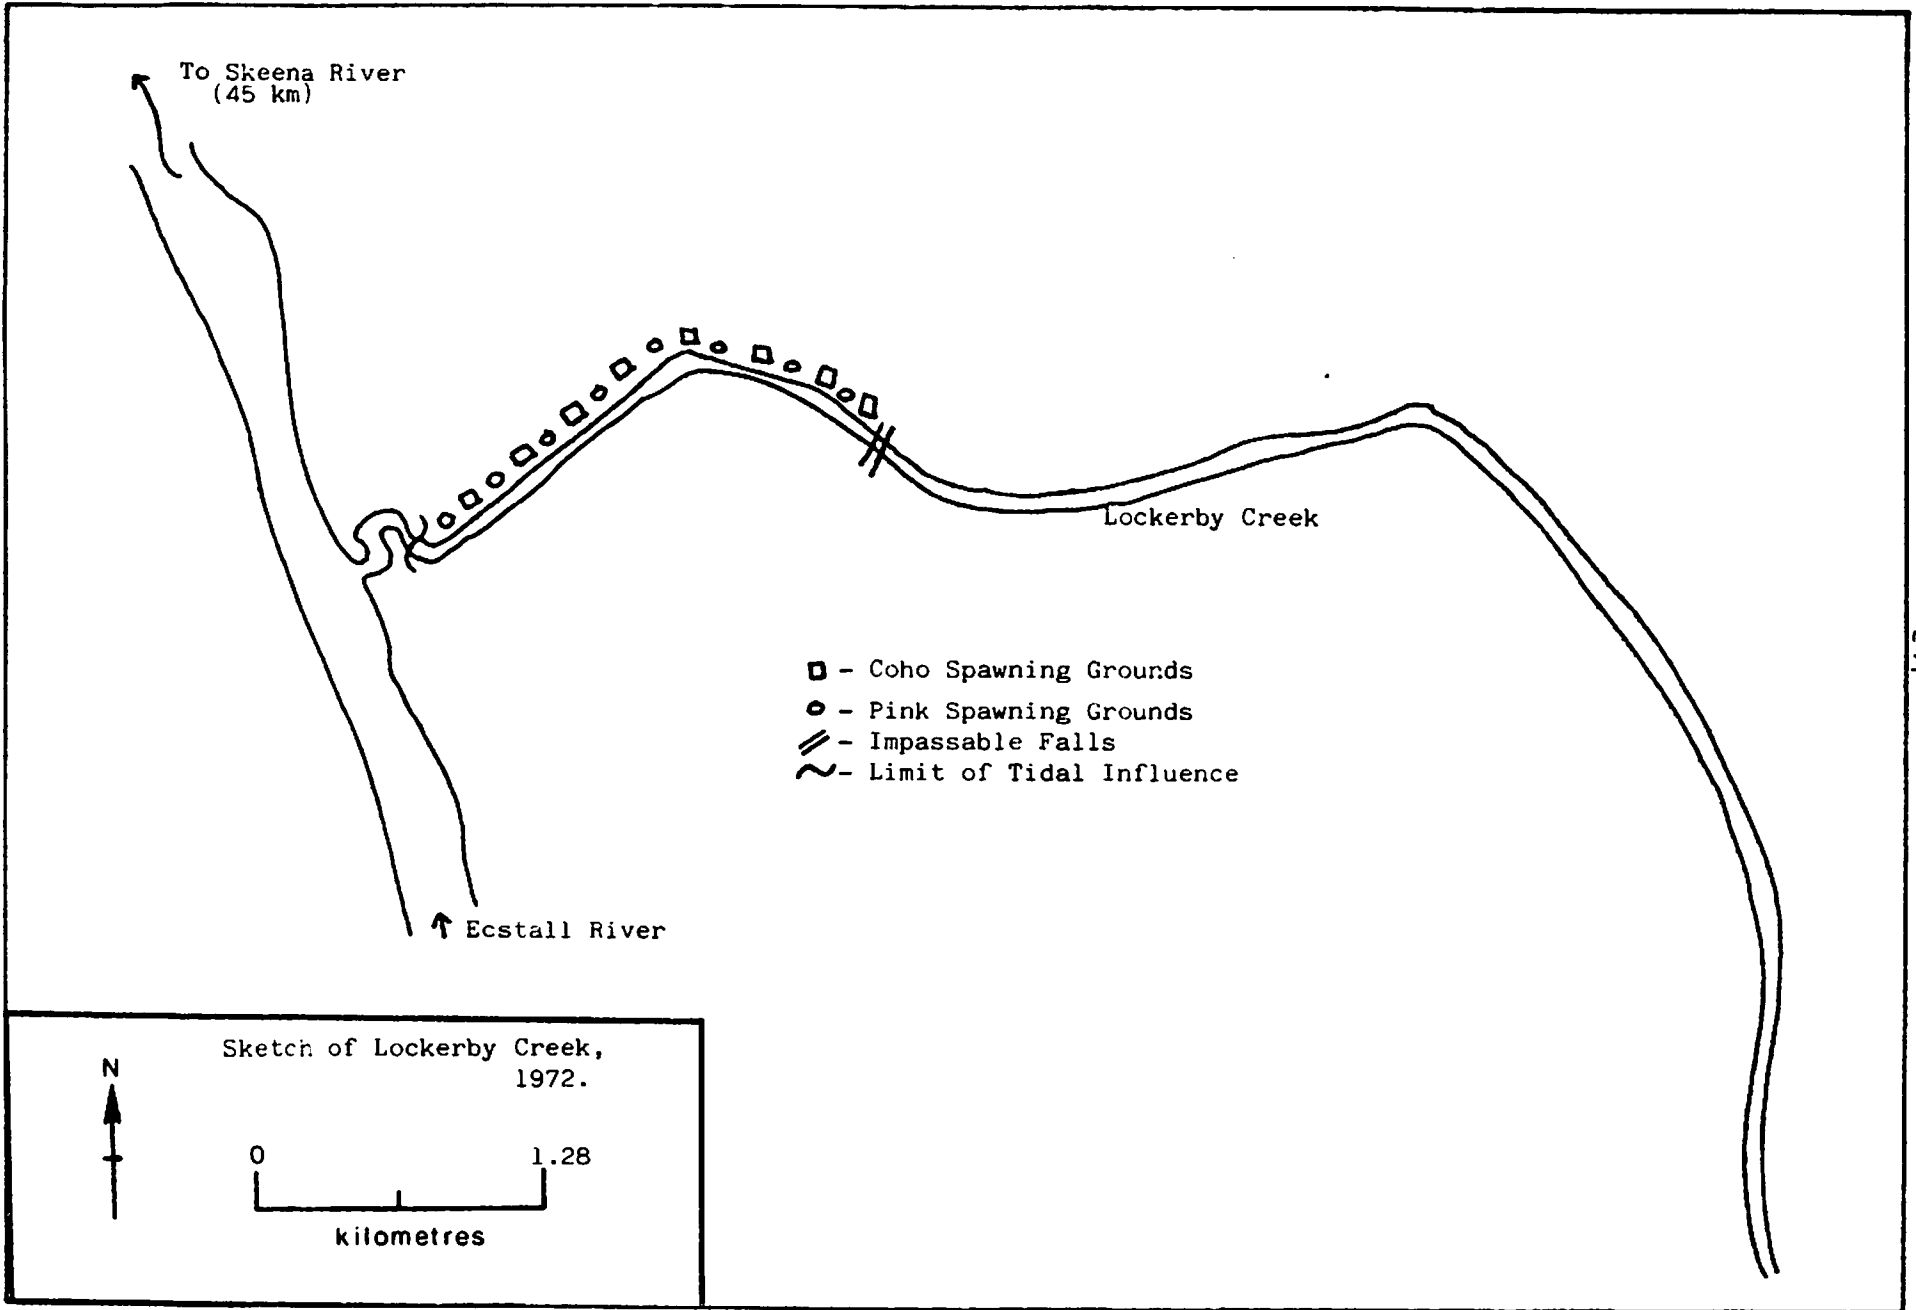 To Skeena River
(45 km)
Lockerby Creek
- Coho Spawning Grounds
- Pink Spawning Grounds
- Impassable Falls
- Limit of Tidal Influence
Ecstall River
Sketch of Lockerby Creek,
1972.
N
0 1.28
kilometres